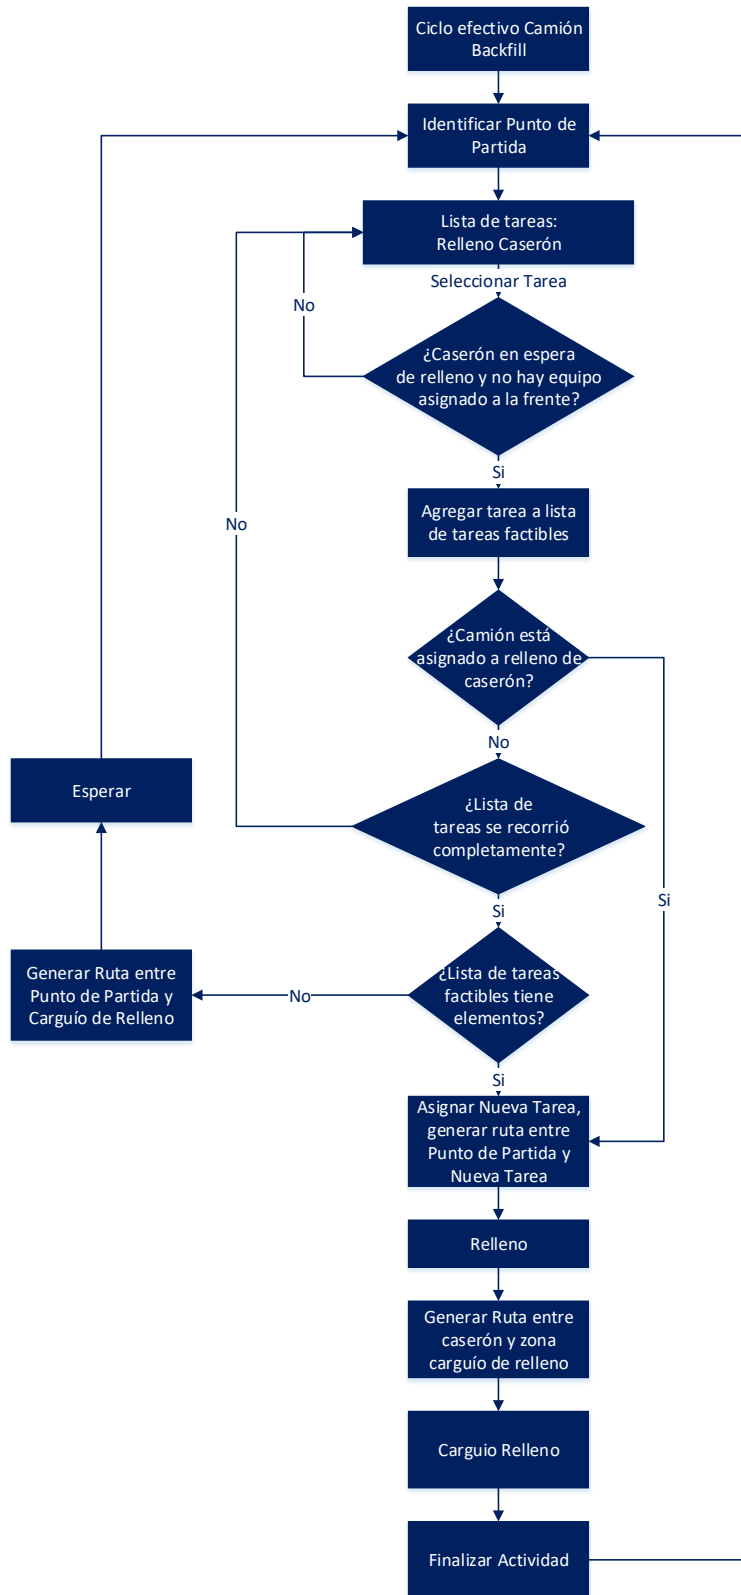 Ciclo efectivo Camión
Backfill
Identificar Punto de
Partida
Lista de tareas:
Relleno Caserón
Seleccionar Tarea
No
¿Caserón en espera
de relleno y no hay equipo
asignado a la frente?
Si
Agregar tarea a lista
de tareas factibles
No
¿Camión está
asignado a relleno de
caserón?
No
Esperar
¿Lista de
tareas se recorrió
completamente?
Si
Si
Generar Ruta entre
Punto de Partida y
Carguío de Relleno
No
¿Lista de tareas
factibles tiene
elementos?
Si
Asignar Nueva Tarea,
generar ruta entre
Punto de Partida y
Nueva Tarea
Relleno
Generar Ruta entre
caserón y zona
carguío de relleno
Carguio Relleno
Finalizar Actividad